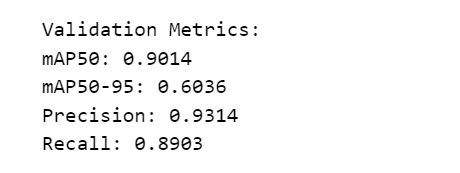 Validation Metrics:
mAP50: 0.9014
mAP50-95: 0.6036
Precision: 0.9314
Recall: 0.8903